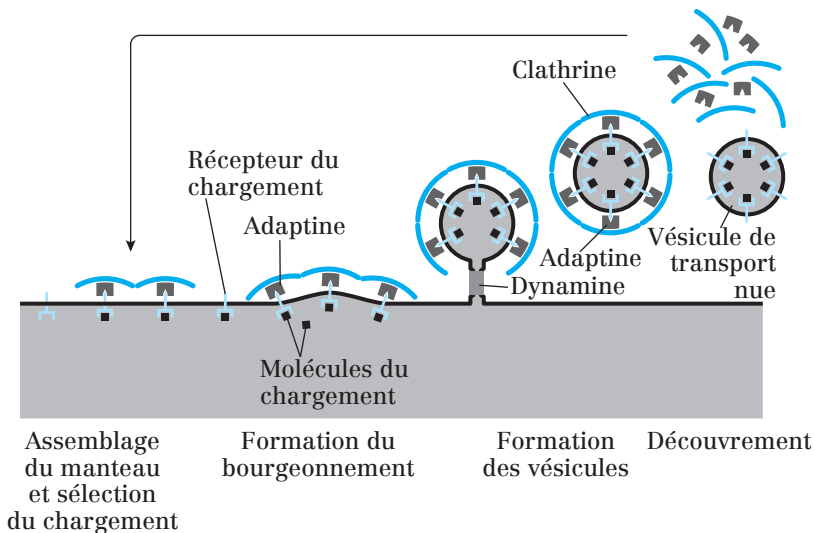 Clathrine
Récepteur du
chargement
Adaptine
Adaptine
Dynamine
Vésicule de
transport
nue
Molécules du
chargement
Assemblage
du manteau
et sélection
du chargement
Formation du
bourgeonnement
Formation
des vésicules
Découvrement